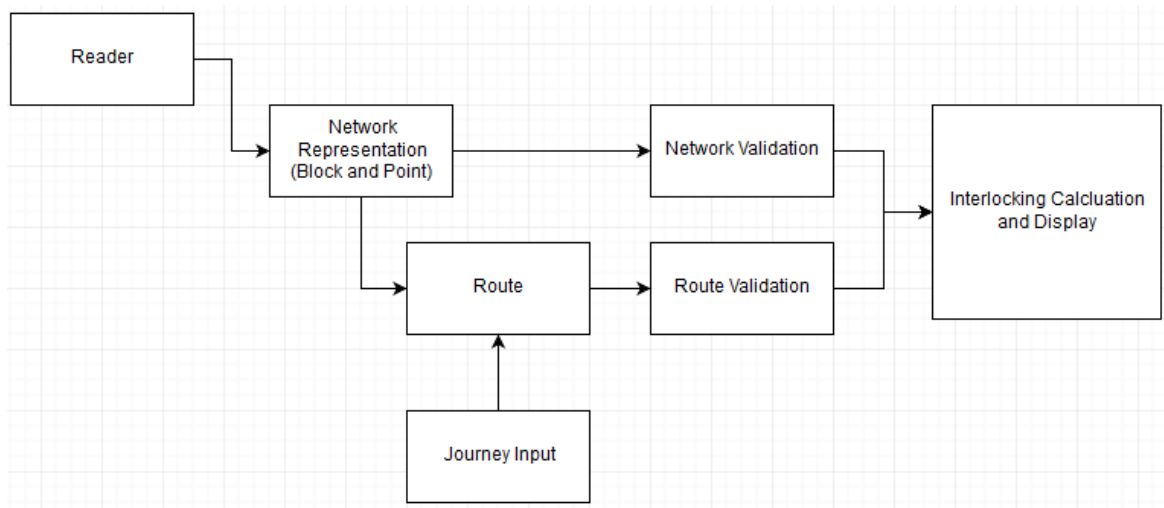 Reader
Network
Representation
(Block and Point)
Network Validation
Interlocking Calcluation
and Display
Route
Route Validation
Journey Input